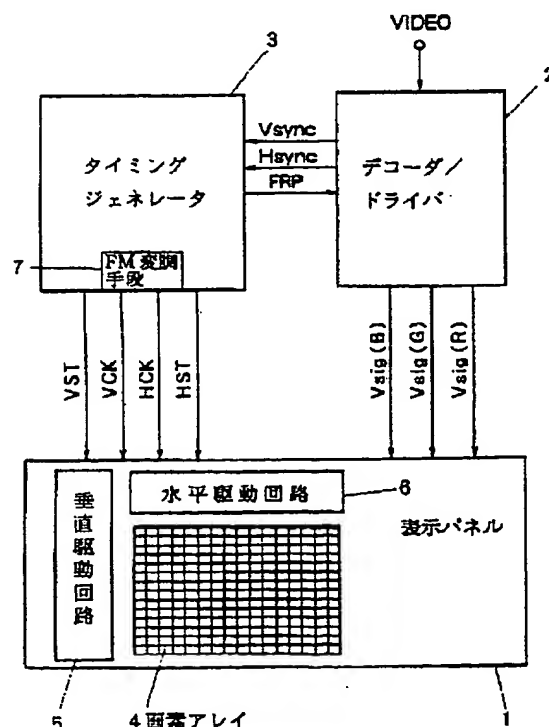 VIDEO
3
2
タイミング
ジェネレータ
Vsync
Hsync
FRP
デコーダ/
ドライバ
7
FM変調
手段
VST
VCK
HCK
HST
Vsig(B)
Vsig(G)
Vsig(R)
水平駆動回路
6
表示パネル
垂直駆動回路
5
4 画素アレイ
1